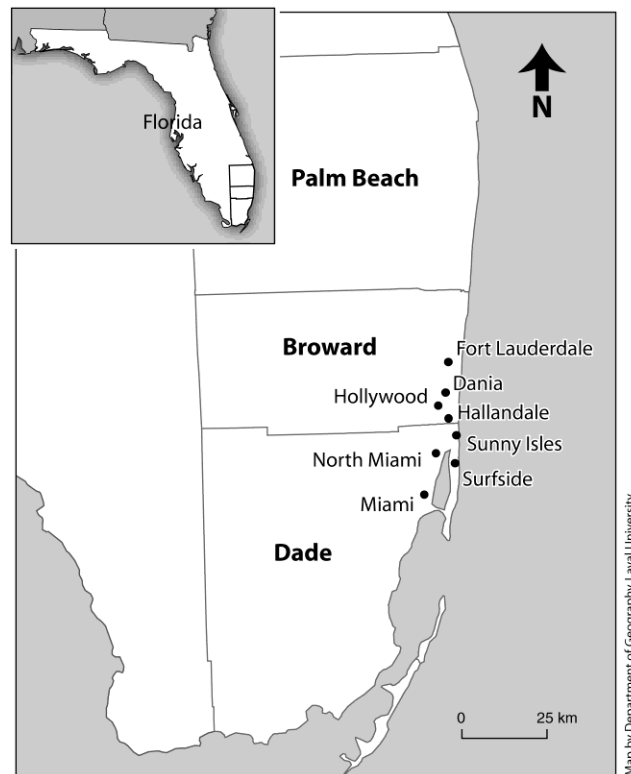 Florida
N
Palm Beach
Broward
Fort Lauderdale
Dania
Hollywood
Hallandale
Sunny Isles
North Miami
Surfside
Miami
Dade
0 25 km
Map by Department of Geography, Laval University